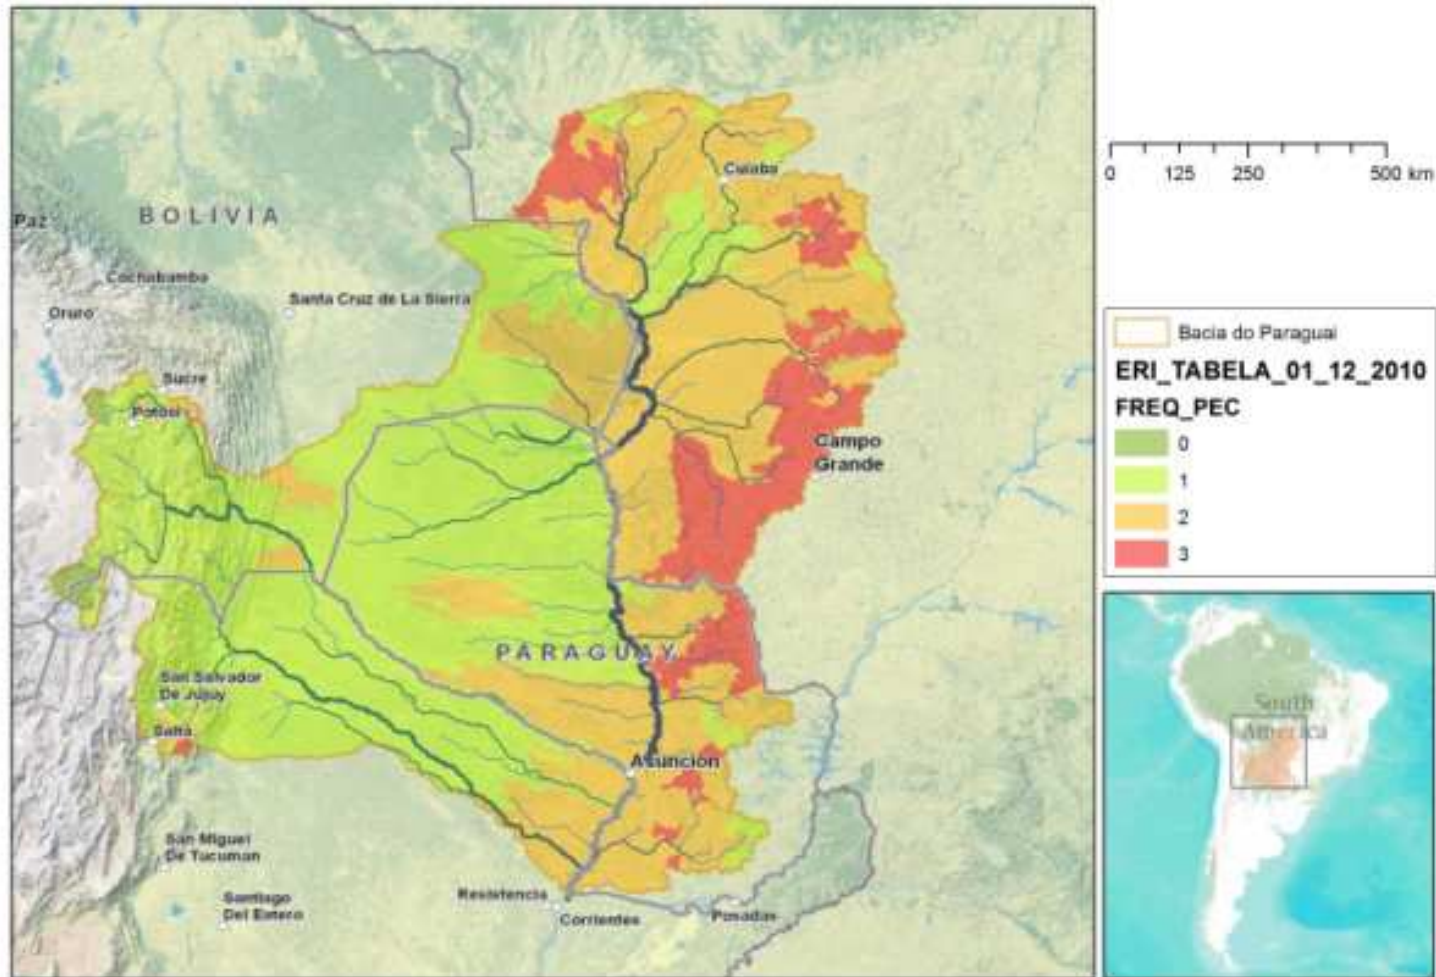 Cuiaba
BOLIVIA
Paz
Cochabamba
Oruro
Santa Cruz de La Sierra
Sucre
Potosi
Campo
Grande
PARAGUAY
San Salvador
De Jujuy
Salta
Asuncion
San Miguel
De Tucuman
Santiago
Del Estero
Resistencia
Corrientes
Posadas
0 125 250 500 km
Bacia do Paraguai
ERI_TABELA_01_12_2010
FREQ_PEC
0
1
2
3
South
America